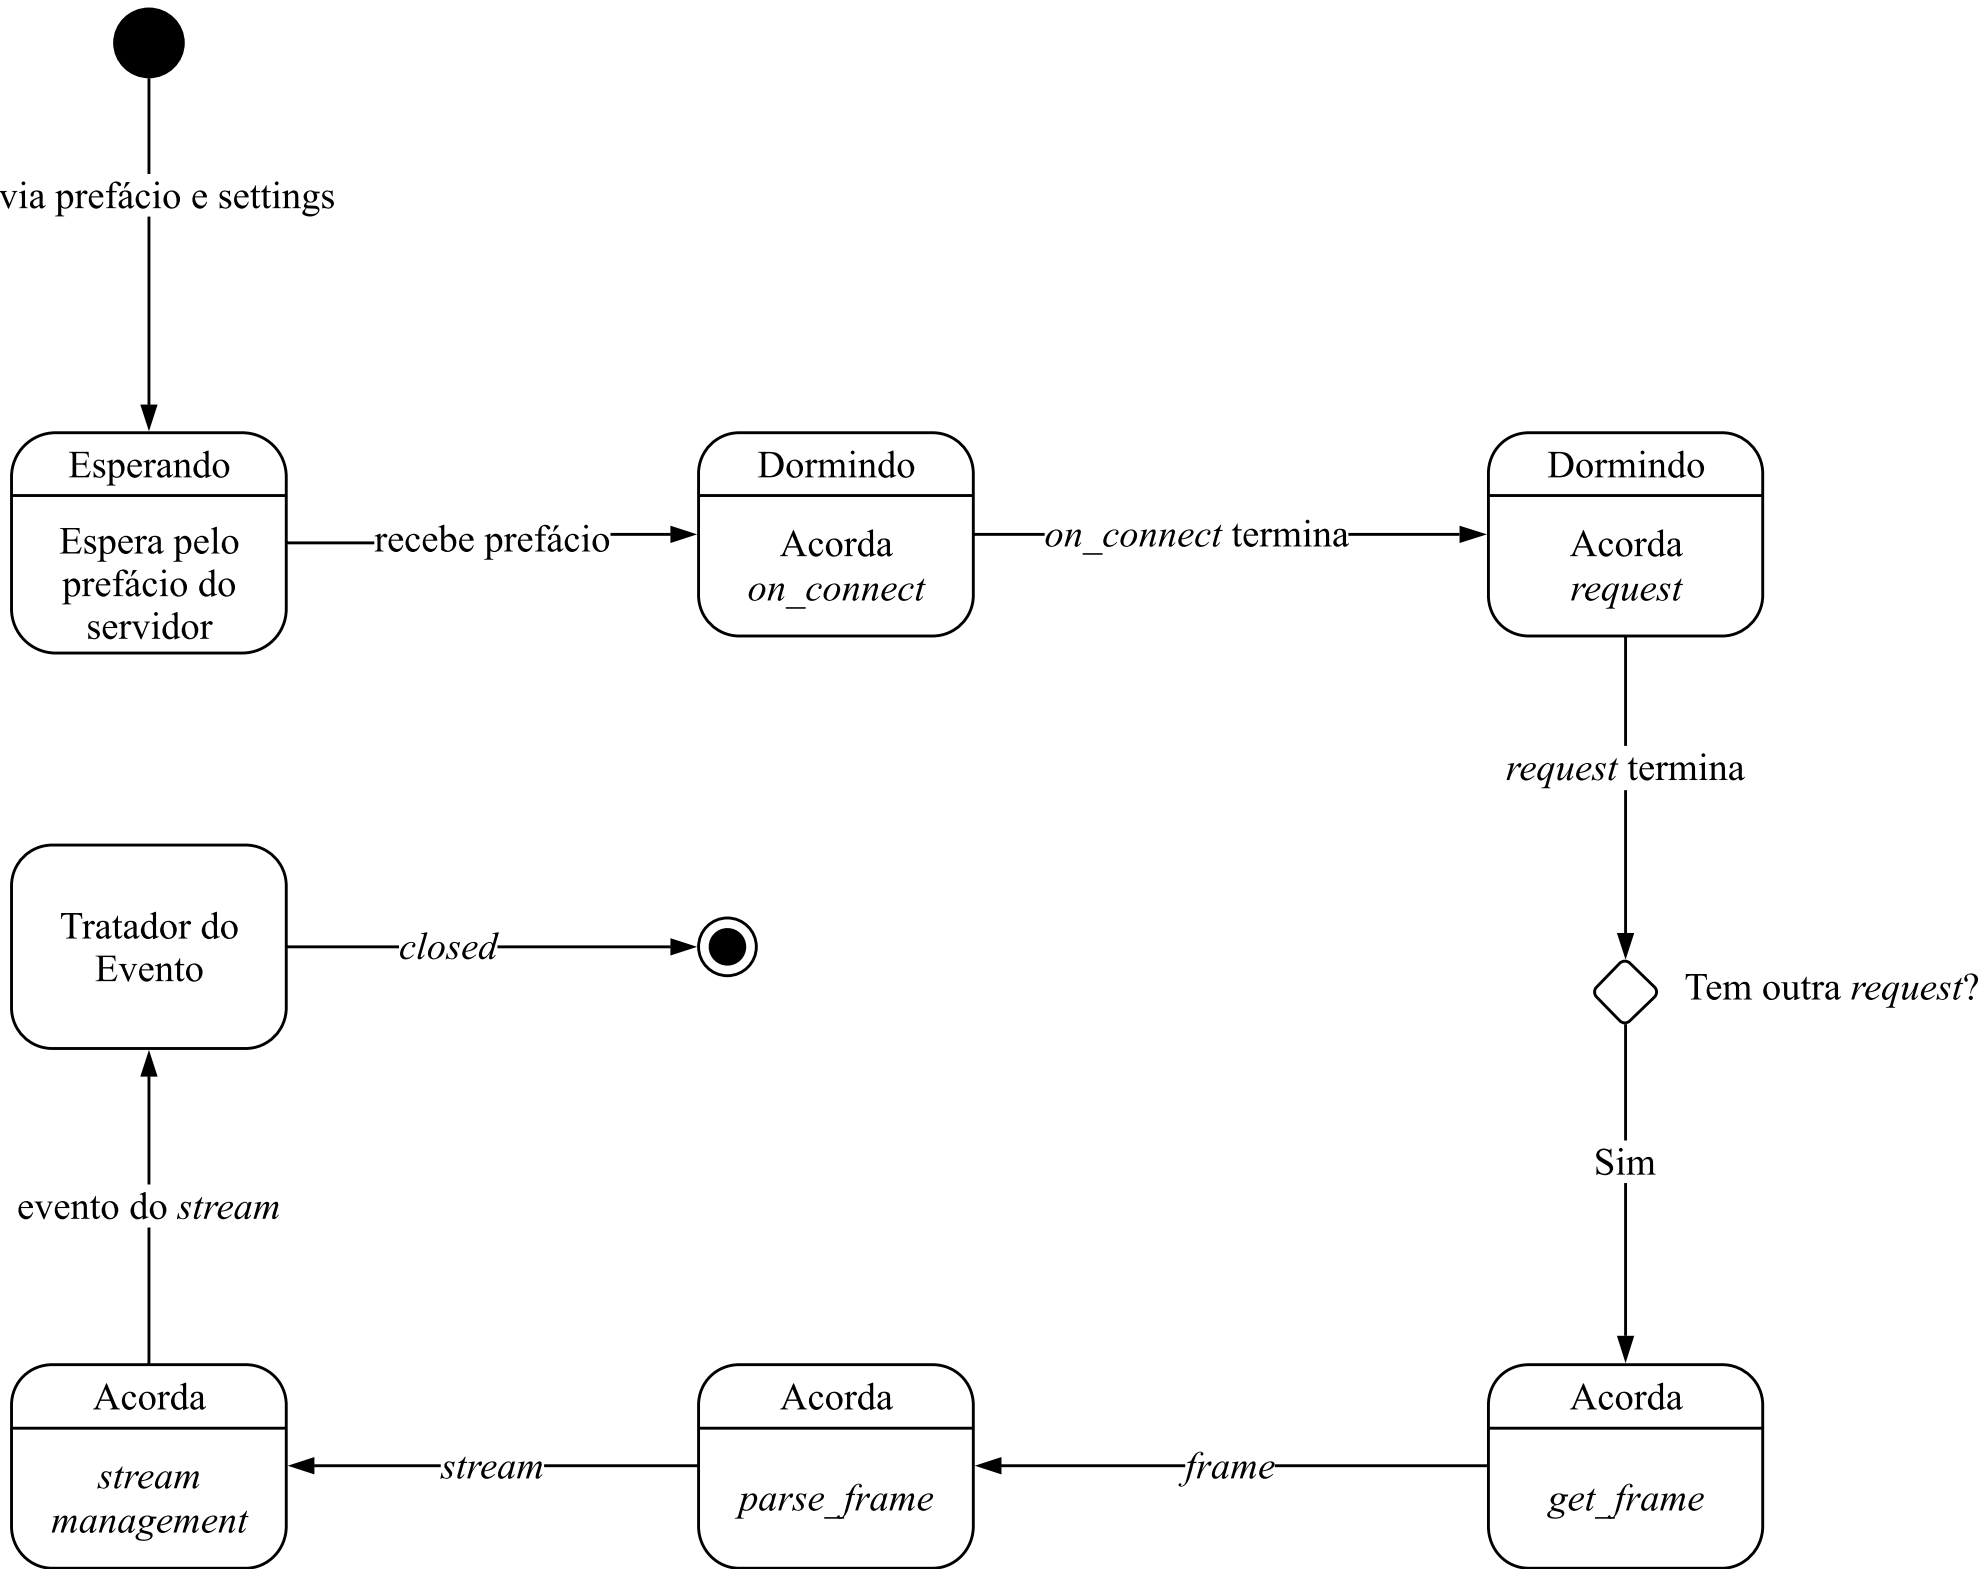 via prefácio e settings
Esperando
Espera pelo
prefácio do
servidor
recebe prefácio
Dormindo
Acorda
on_connect
on_connect termina
Dormindo
Acorda
request
request termina
Tem outra request?
Sim
Acorda
get_frame
frame
Acorda
parse_frame
stream
Acorda
stream
management
evento do stream
Tratador do
Evento
closed